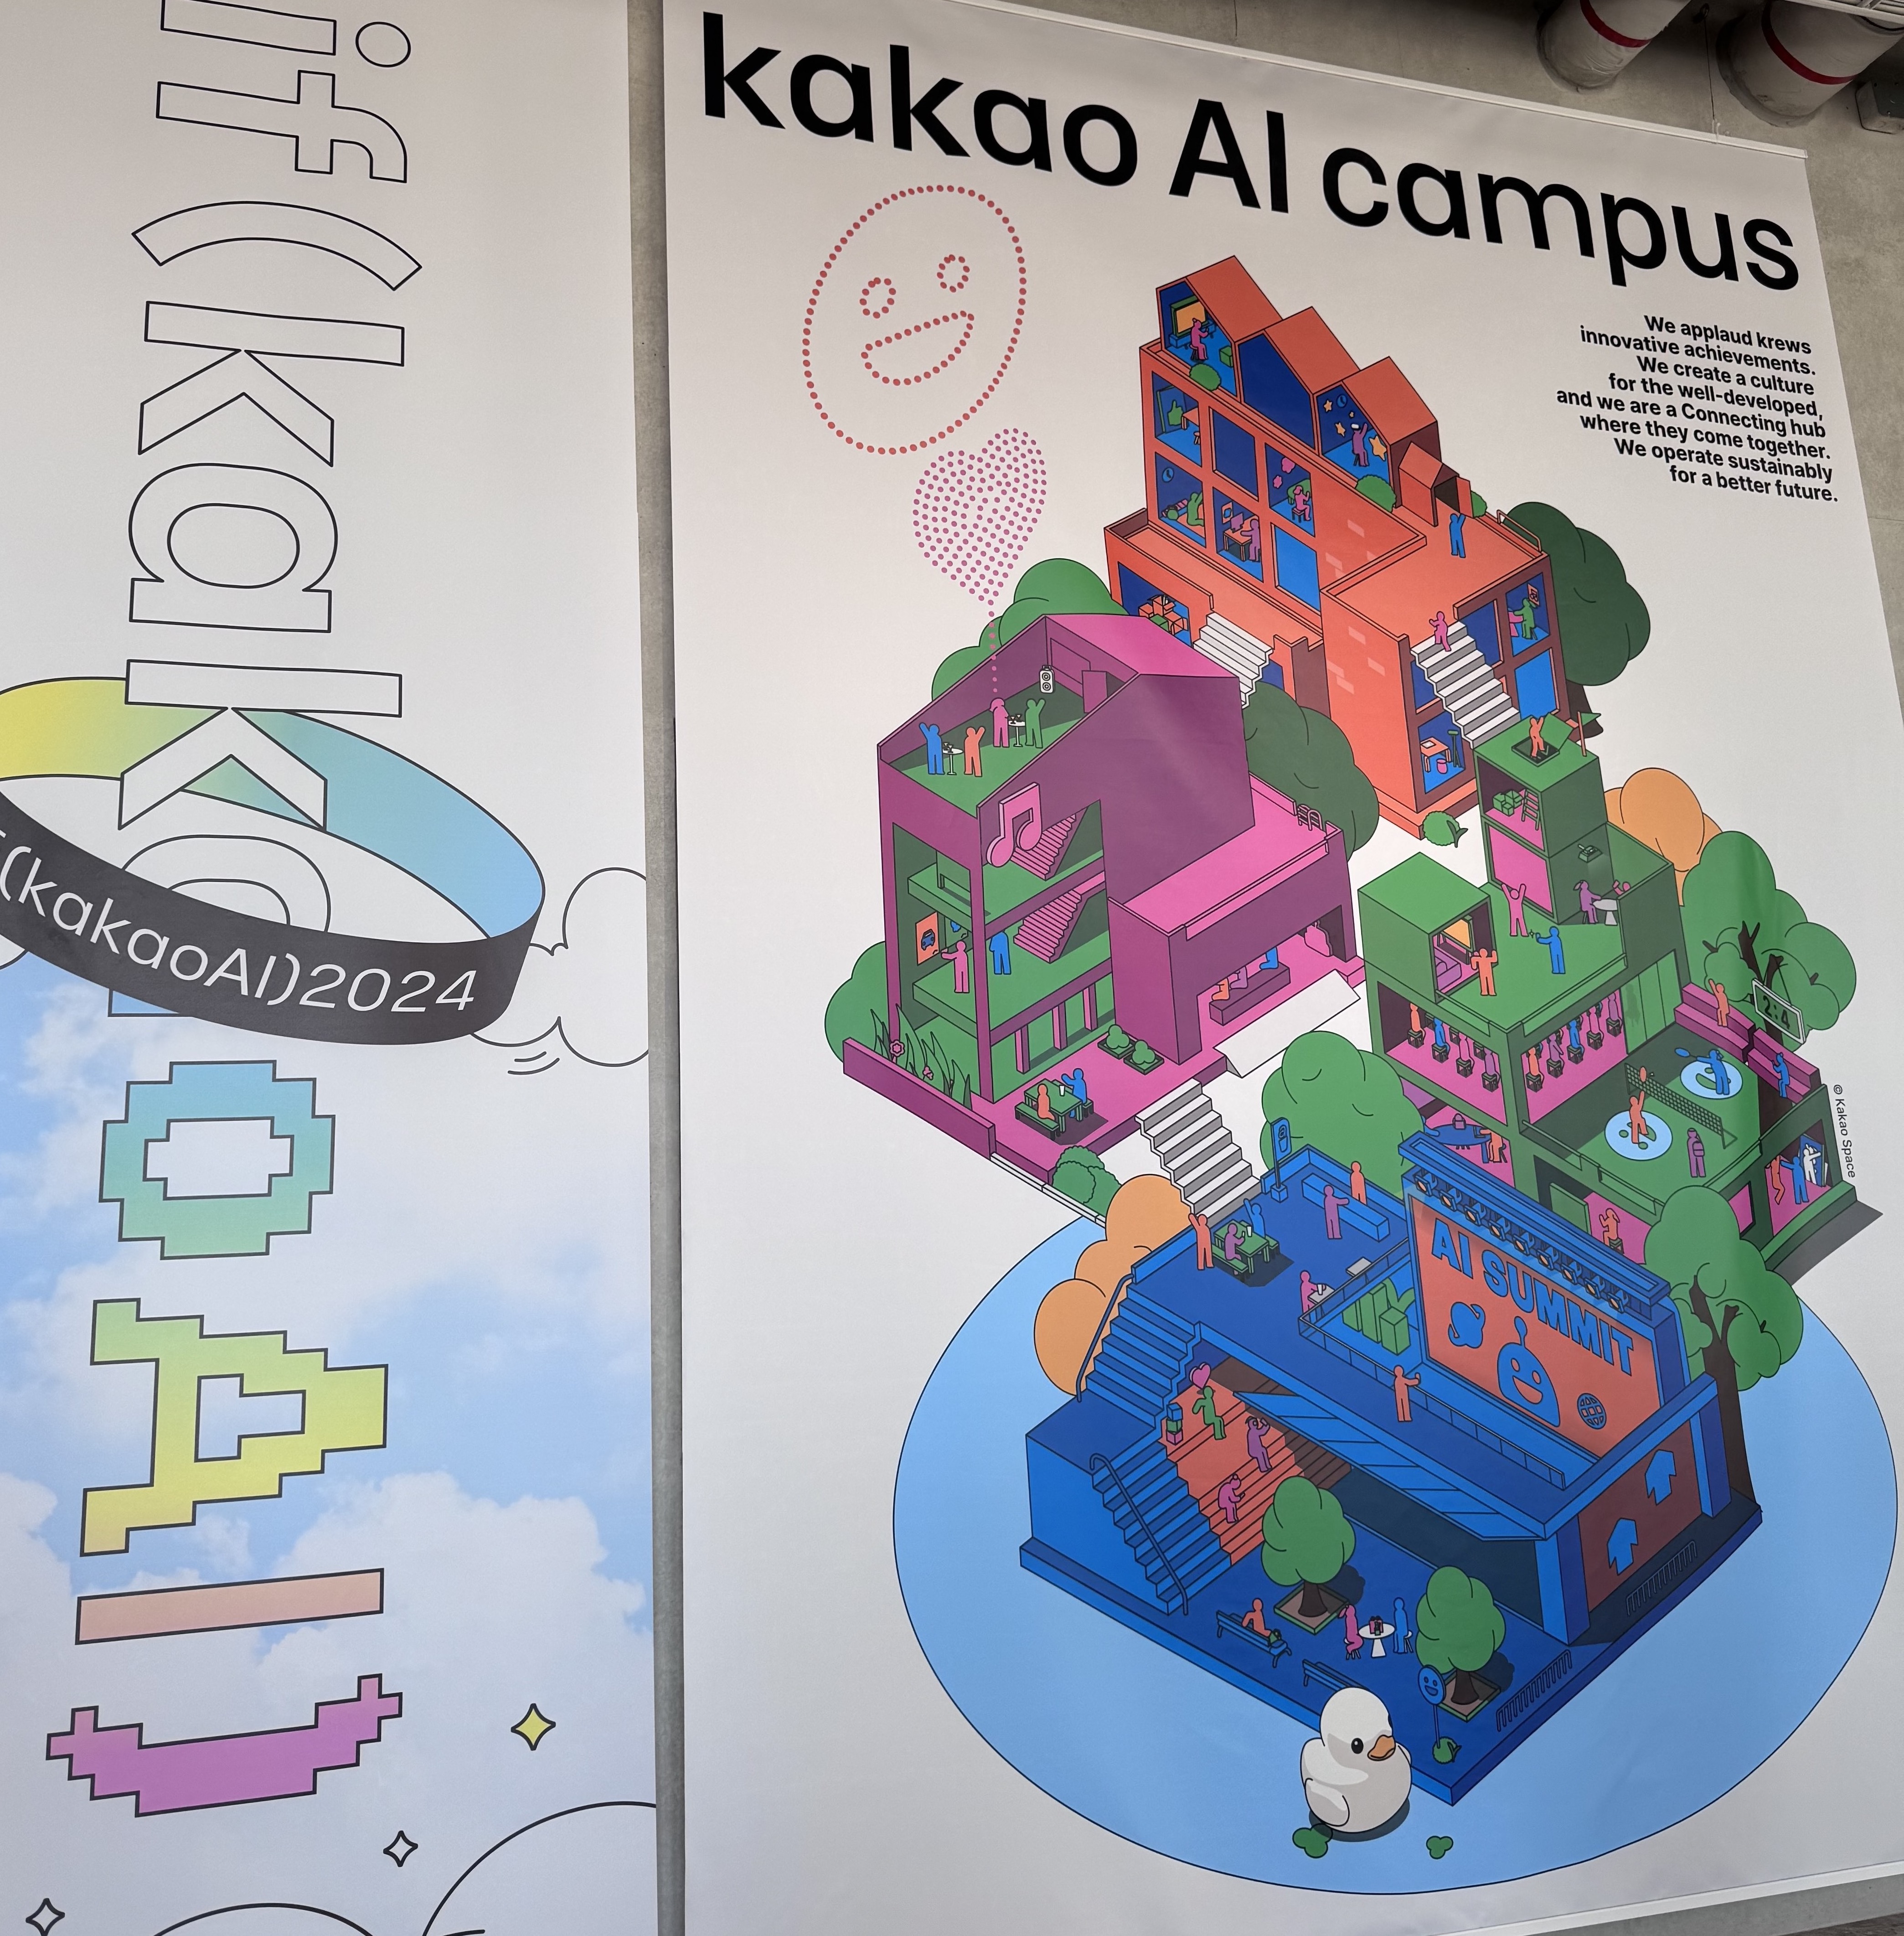 if(kakaoAI)
(kakaoAI)2024
kakao AI campus
We applaud krews
innovative achievements.
We create a culture
for the well-developed,
and we are a Connecting hub
where they come together.
We operate sustainably
for a better future.
2:4
© Kakao Space
AI SUMMIT